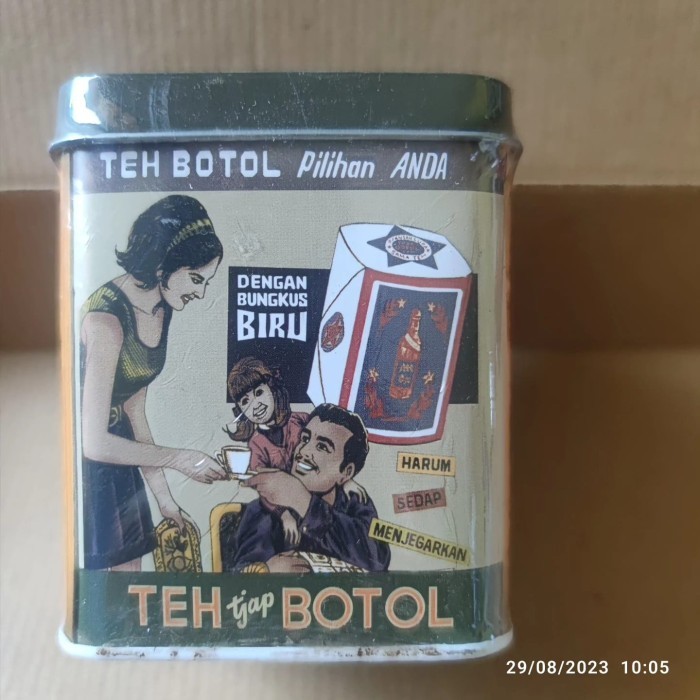 TEH BOTOL Pilihan ANDA
DENGAN
BUNGKUS
BIRU
HARUM
SEDAP
MENJEGARKAN
TEH tjap BOTOL
29/08/2023 10:05